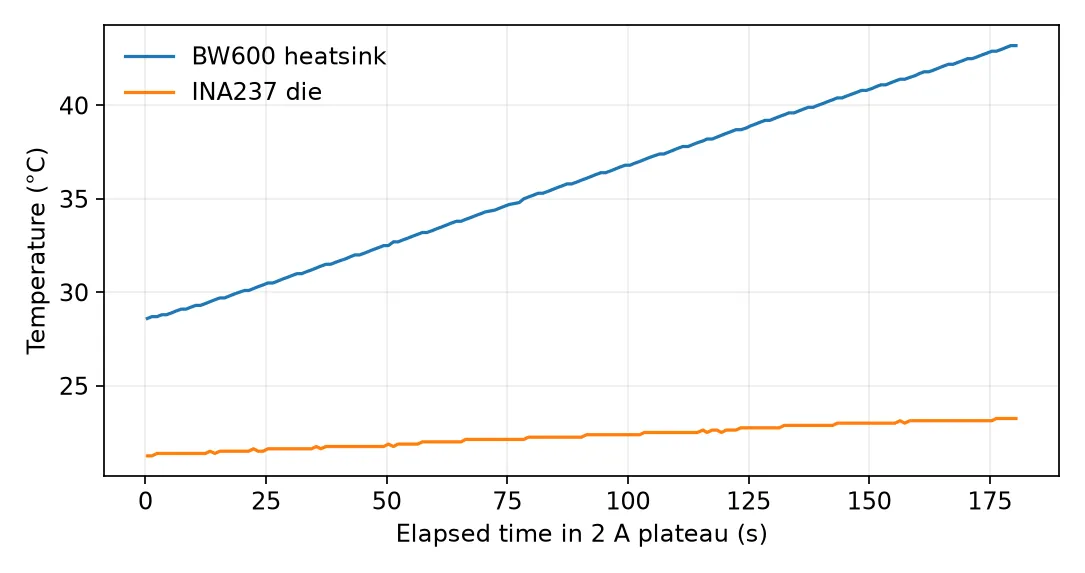 BW600 heatsink
INA237 die
40
35
30
25
Temperature (°C)
0 25 50 75 100 125 150 175
Elapsed time in 2 A plateau (s)